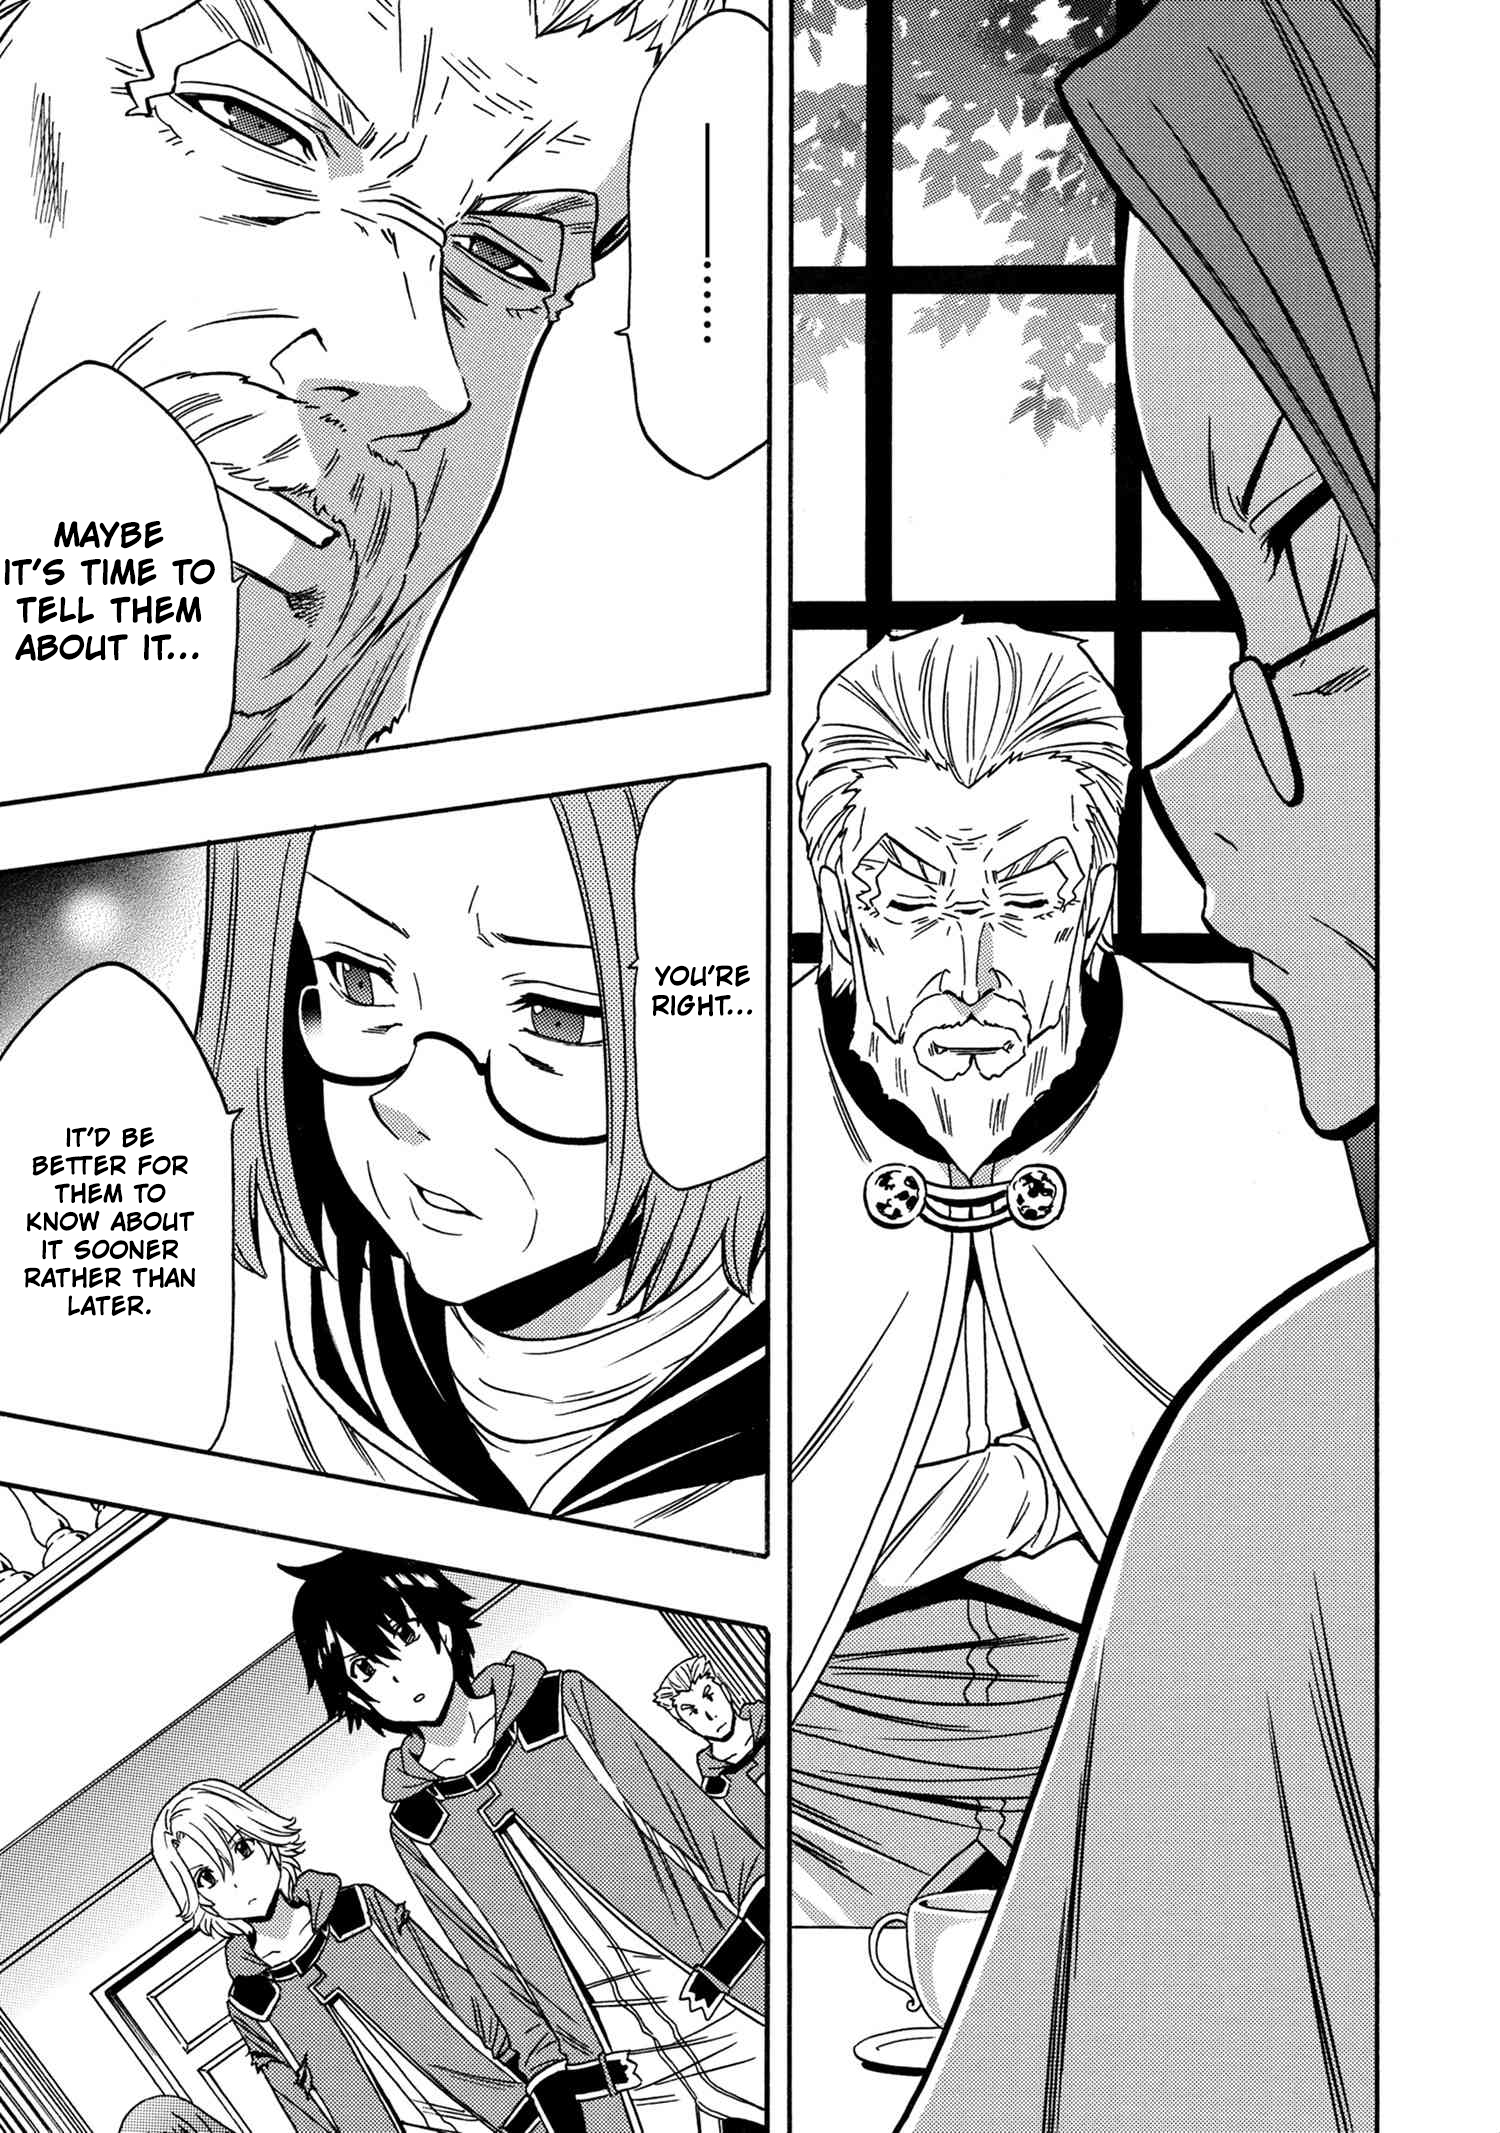 ――……
MAYBE
IT'S TIME TO
TELL THEM
ABOUT IT...
YOU'RE
RIGHT...
IT'D BE
BETTER FOR
THEM TO
KNOW ABOUT
IT SOONER
RATHER THAN
LATER.